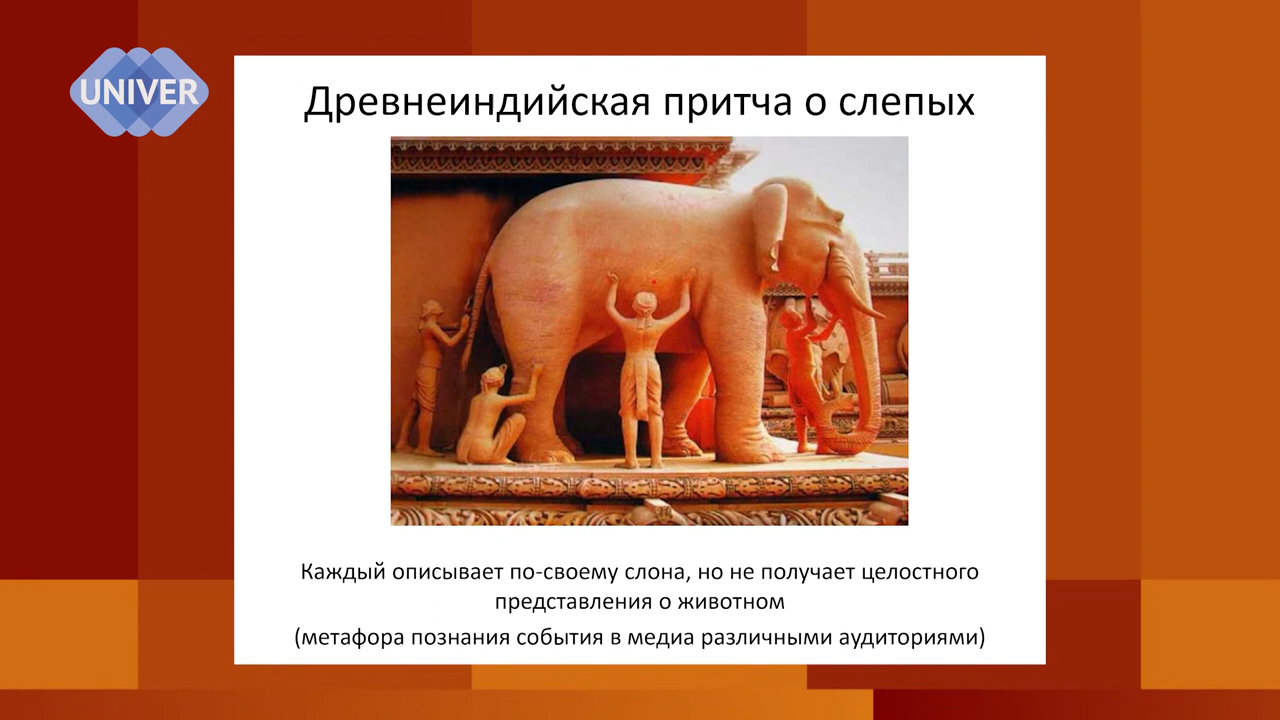 UNIVER
Древнеиндийская притча о слепых
Каждый описывает по-своему слона, но не получает целостного
представления о животном
(метафора познания события в медиа различными аудиториями)